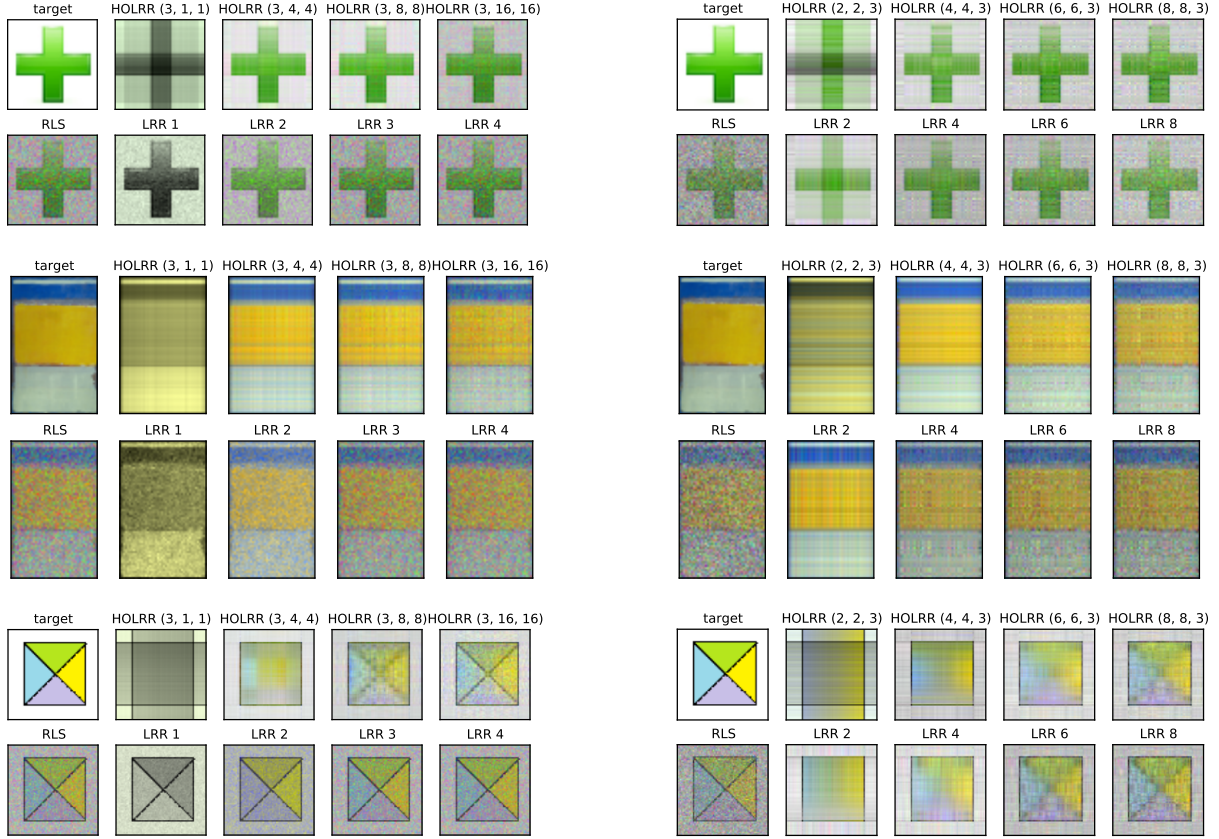 target HOLRR (3, 1, 1) HOLRR (3, 4, 4) HOLRR (3, 8, 8) HOLRR (3, 16, 16)
RLS LRR 1 LRR 2 LRR 3 LRR 4
target HOLRR (3, 1, 1) HOLRR (3, 4, 4) HOLRR (3, 8, 8) HOLRR (3, 16, 16)
RLS LRR 1 LRR 2 LRR 3 LRR 4
target HOLRR (3, 1, 1) HOLRR (3, 4, 4) HOLRR (3, 8, 8) HOLRR (3, 16, 16)
RLS LRR 1 LRR 2 LRR 3 LRR 4
target HOLRR (2, 2, 3) HOLRR (4, 4, 3) HOLRR (6, 6, 3) HOLRR (8, 8, 3)
RLS LRR 2 LRR 4 LRR 6 LRR 8
target HOLRR (2, 2, 3) HOLRR (4, 4, 3) HOLRR (6, 6, 3) HOLRR (8, 8, 3)
RLS LRR 2 LRR 4 LRR 6 LRR 8
target HOLRR (2, 2, 3) HOLRR (4, 4, 3) HOLRR (6, 6, 3) HOLRR (8, 8, 3)
RLS LRR 2 LRR 4 LRR 6 LRR 8